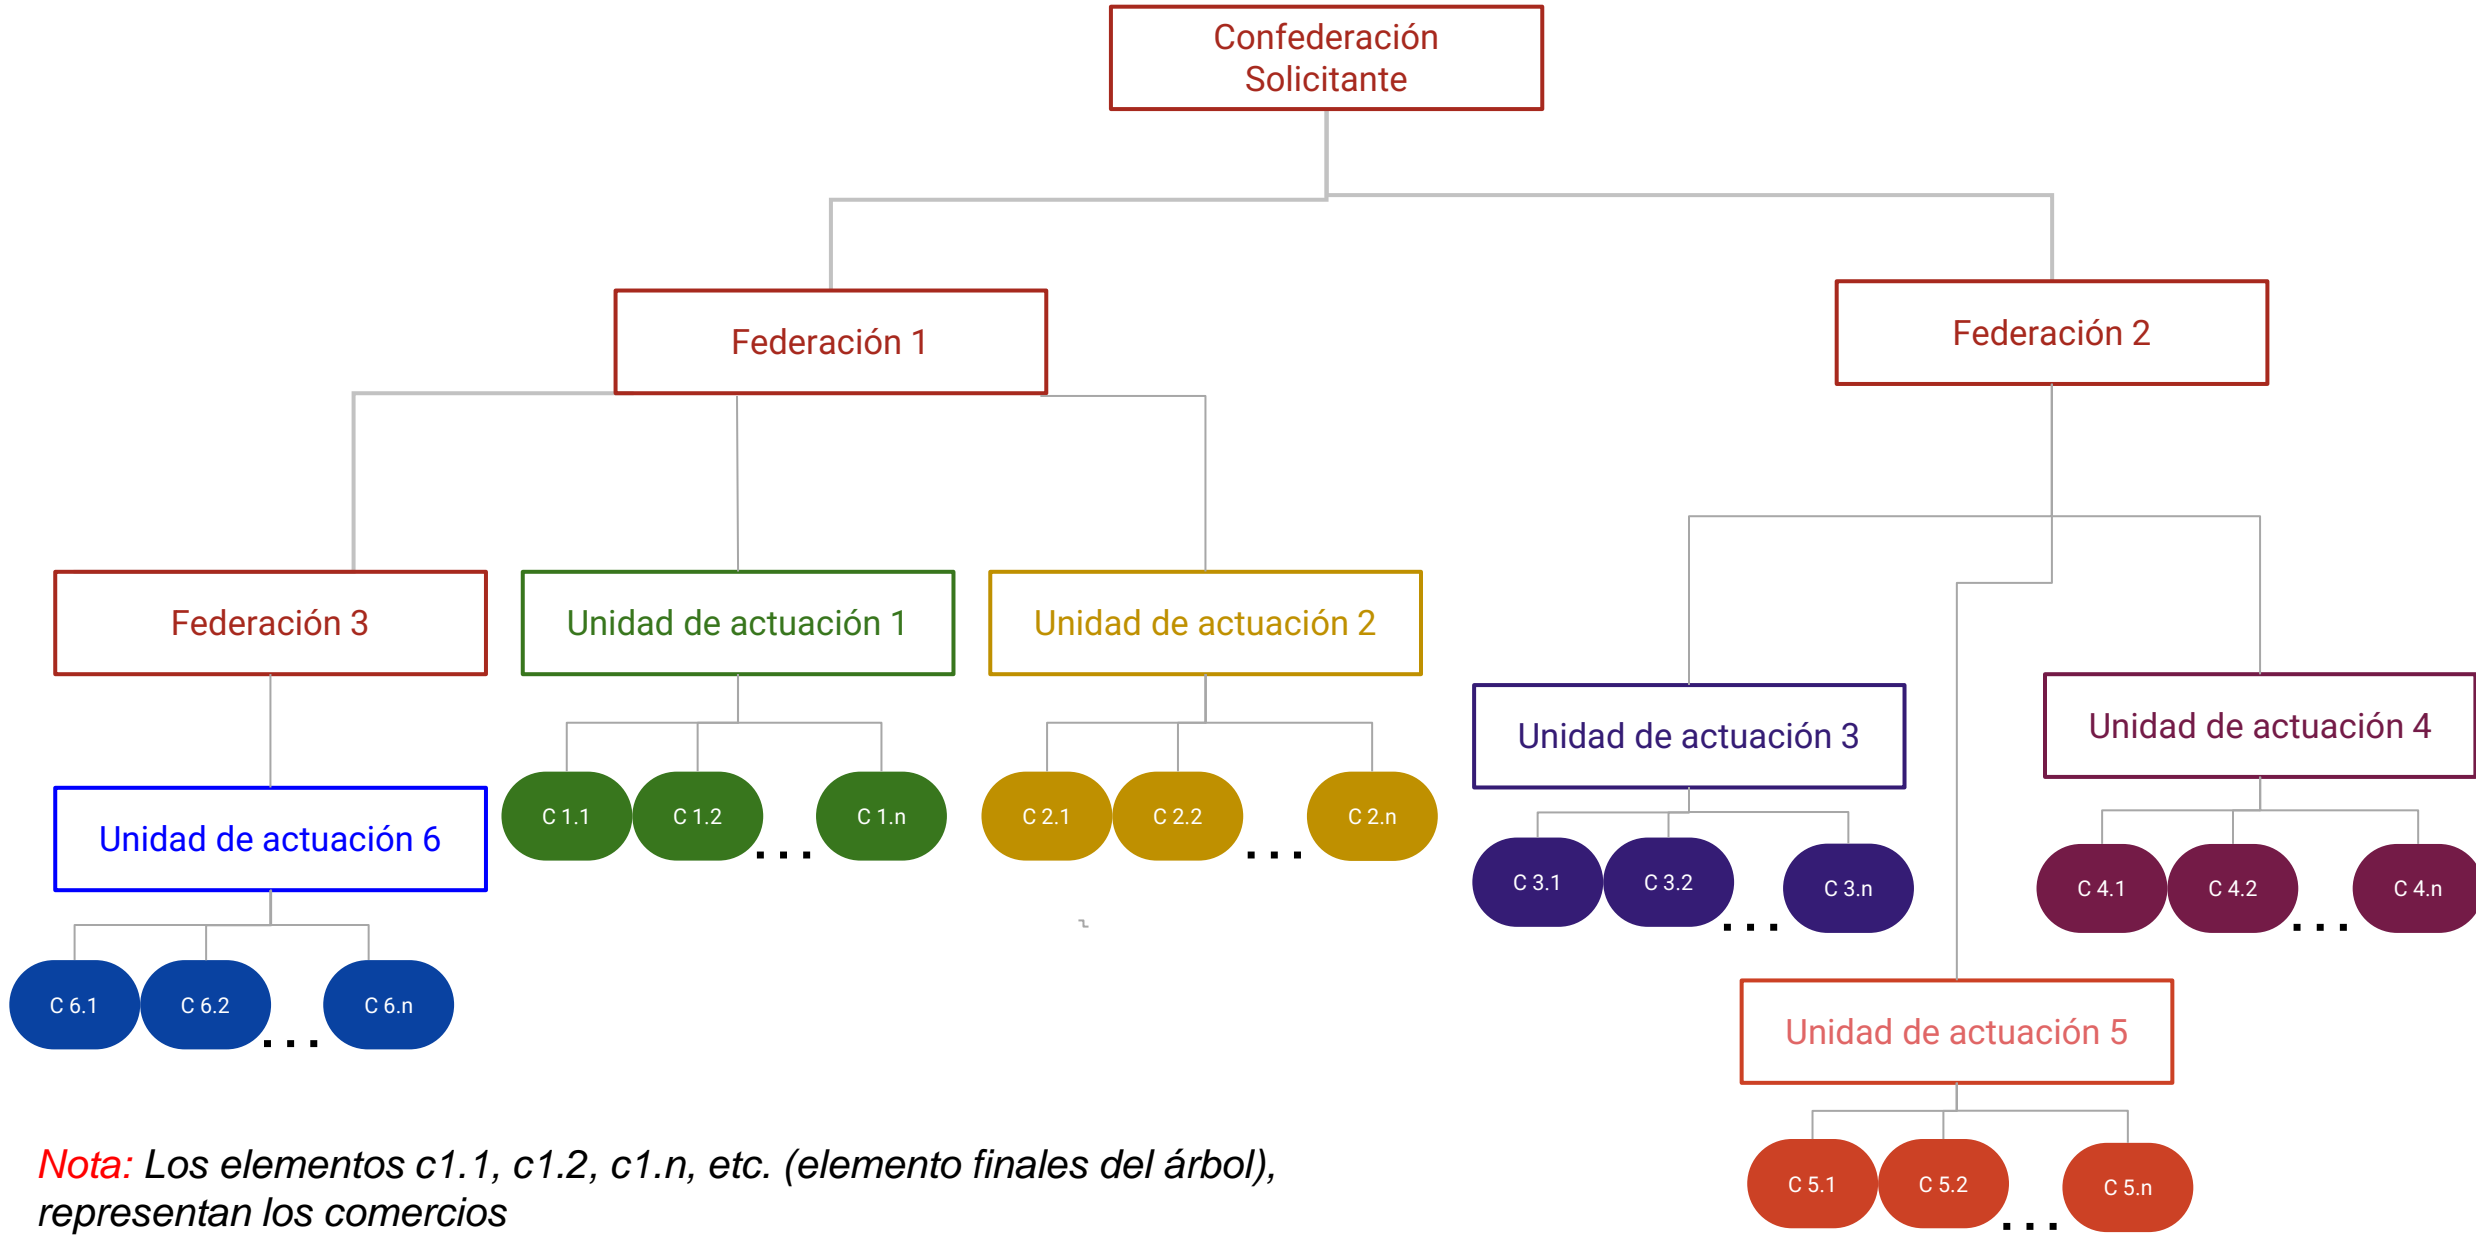 Confederación
Solicitante
Federación 1
Federación 2
Federación 3
Unidad de actuación 1
Unidad de actuación 2
Unidad de actuación 3
Unidad de actuación 4
C 1.1
C 1.2
...
C 1.n
C 2.1
C 2.2
...
C 2.n
Unidad de actuación 6
C 3.1
C 3.2
...
C 3.n
C 4.1
C 4.2
...
C 4.n
C 6.1
C 6.2
...
C 6.n
Unidad de actuación 5
C 5.1
C 5.2
...
C 5.n
Nota: Los elementos c1.1, c1.2, c1.n, etc. (elemento finales del árbol),
representan los comercios